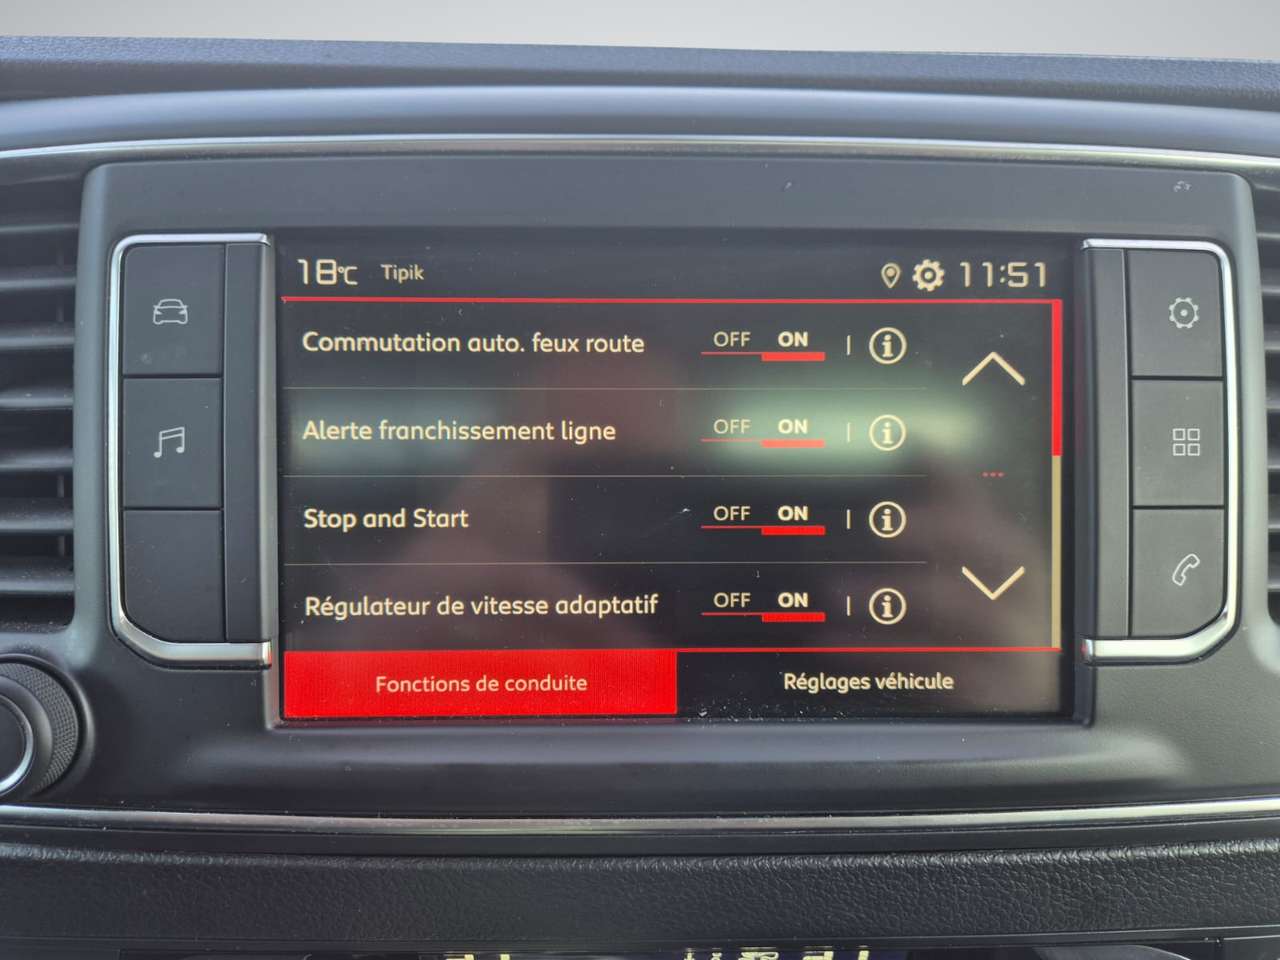 18°C Tipik 11:51
Commutation auto. feux route OFF ON
Alerte franchissement ligne OFF ON
Stop and Start OFF ON
Régulateur de vitesse adaptatif OFF ON
Fonctions de conduite Réglages véhicule